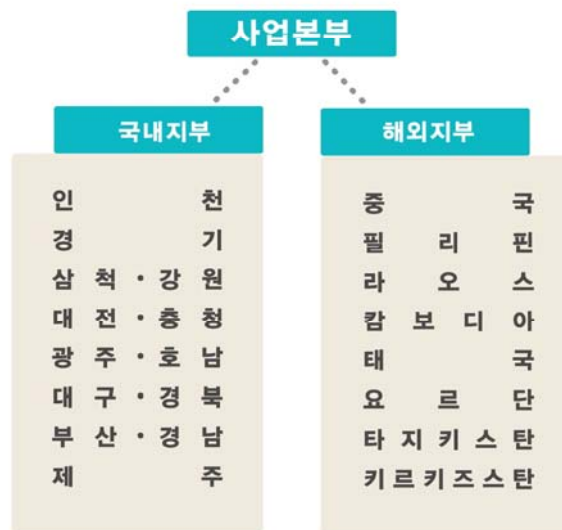 사업본부
국내지부
인천
경기
삼척·강원
대전·충청
광주·호남
대구·경북
부산·경남
제주
해외지부
중국
필리핀
라오스
캄보디아
태국
요르단
타지키스탄
키르키즈스탄